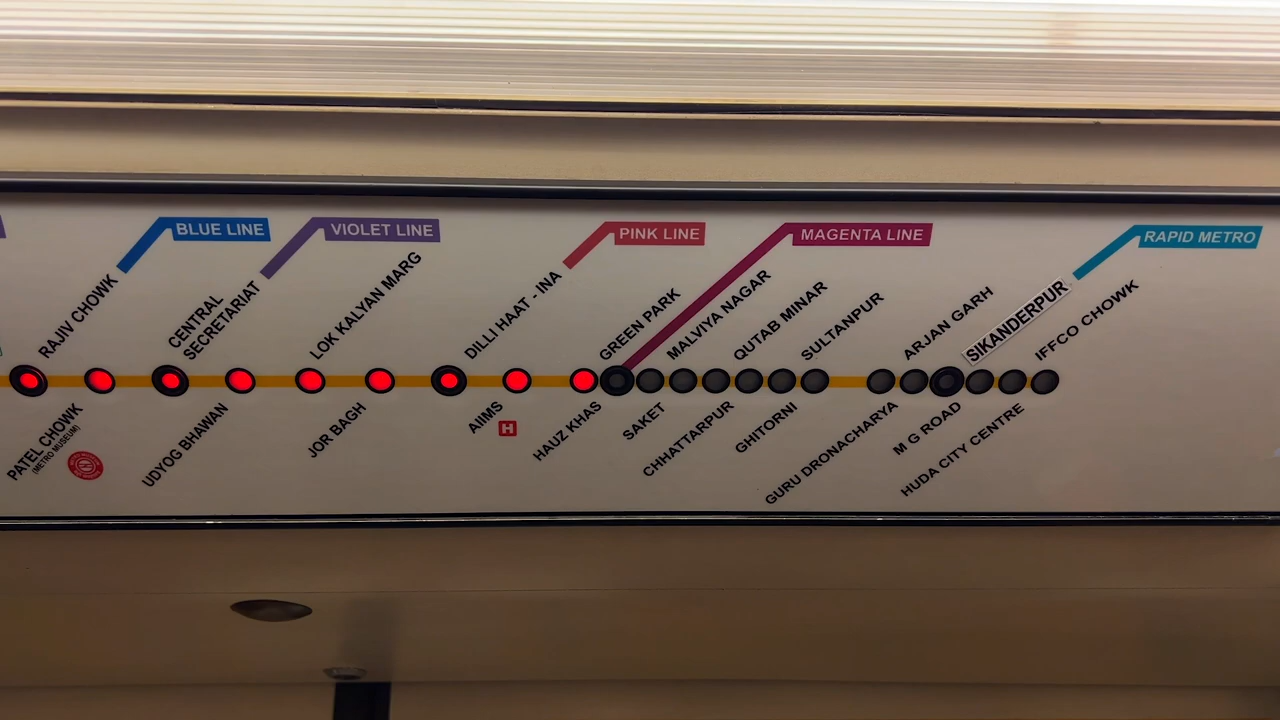 BLUE LINE
VIOLET LINE
PINK LINE
MAGENTA LINE
RAPID METRO
RAJIV CHOWK
CENTRAL
SECRETARIAT
LOK KALYAN MARG
DILLI HAAT - INA
GREEN PARK
MALVIYA NAGAR
QUTAB MINAR
SULTANPUR
ARJAN GARH
SIKANDERPUR
IFFCO CHOWK
PATEL CHOWK
(METRO MUSEUM)
UDYOG BHAWAN
JOR BAGH
AIIMS
H
HAUZ KHAS
SAKET
CHHATTARPUR
GHITORNI
GURU DRONACHARYA
M G ROAD
HUDA CITY CENTRE